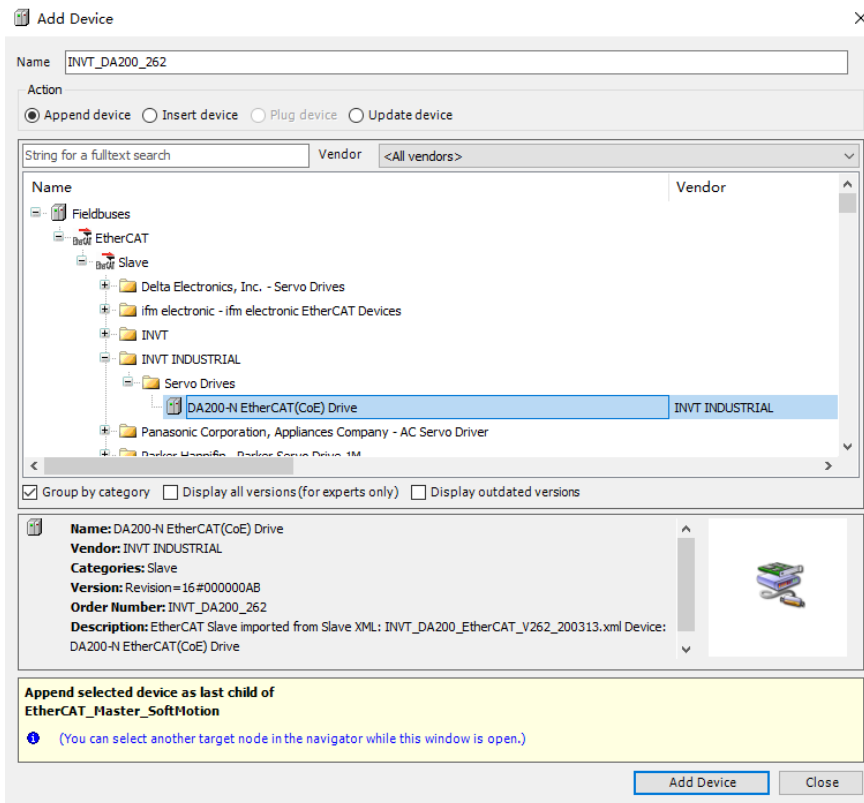 Add Device
Name INVT_DA200_262
Action
Append device Insert device Plug device Update device
String for a fulltext search Vendor <All vendors>
Name Vendor
Fieldbuses
EtherCAT
Slave
Delta Electronics, Inc. - Servo Drives
ifm electronic - ifm electronic EtherCAT Devices
INVT
INVT INDUSTRIAL
Servo Drives
DA200-N EtherCAT(CoE) Drive INVT INDUSTRIAL
Panasonic Corporation, Appliances Company - AC Servo Driver
Parker Hannifin - Parker Servo Drive 1M
Group by category Display all versions (for experts only) Display outdated versions
Name: DA200-N EtherCAT(CoE) Drive
Vendor: INVT INDUSTRIAL
Categories: Slave
Version: Revision=16#000000AB
Order Number: INVT_DA200_262
Description: EtherCAT Slave imported from Slave XML: INVT_DA200_EtherCAT_V262_200313.xml Device:
DA200-N EtherCAT(CoE) Drive
Append selected device as last child of
EtherCAT_Master_SoftMotion
(You can select another target node in the navigator while this window is open.)
Add Device Close